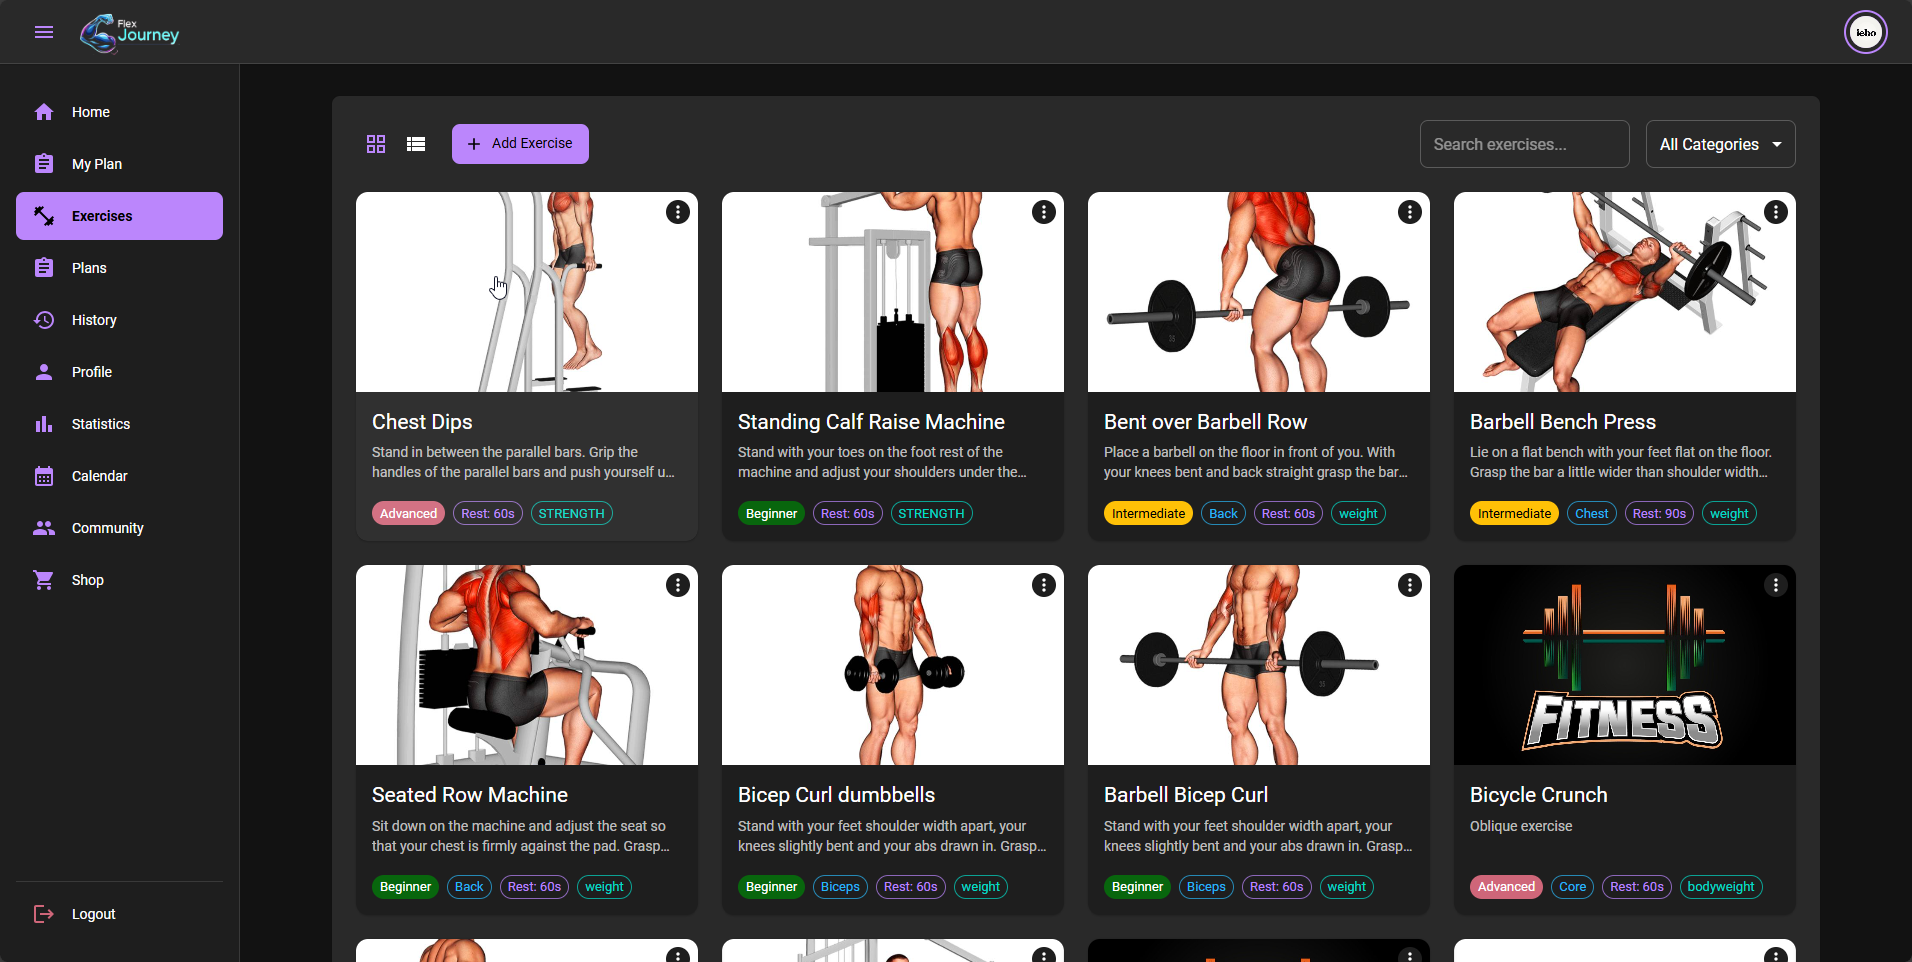 Flex
Journey
lebo
Home
My Plan
Exercises
Plans
History
Profile
Statistics
Calendar
Community
Shop
Logout
Add Exercise
Search exercises...
All Categories
Chest Dips
Stand in between the parallel bars. Grip the
handles of the parallel bars and push yourself u...
Advanced
Rest: 60s
STRENGTH
Standing Calf Raise Machine
Stand with your toes on the foot rest of the
machine and adjust your shoulders under the...
Beginner
Rest: 60s
STRENGTH
Bent over Barbell Row
Place a barbell on the floor in front of you. With
your knees bent and back straight grasp the bar...
Intermediate
Back
Rest: 60s
weight
Barbell Bench Press
Lie on a flat bench with your feet flat on the floor.
Grasp the bar a little wider than shoulder width...
Intermediate
Chest
Rest: 90s
weight
Seated Row Machine
Sit down on the machine and adjust the seat so
that your chest is firmly against the pad. Grasp...
Beginner
Back
Rest: 60s
weight
Bicep Curl dumbbells
Stand with your feet shoulder width apart, your
knees slightly bent and your abs drawn in. Grasp...
Beginner
Biceps
Rest: 60s
weight
Barbell Bicep Curl
Stand with your feet shoulder width apart, your
knees slightly bent and your abs drawn in. Grasp...
Beginner
Biceps
Rest: 60s
weight
FITNESS
Bicycle Crunch
Oblique exercise
Advanced
Core
Rest: 60s
bodyweight